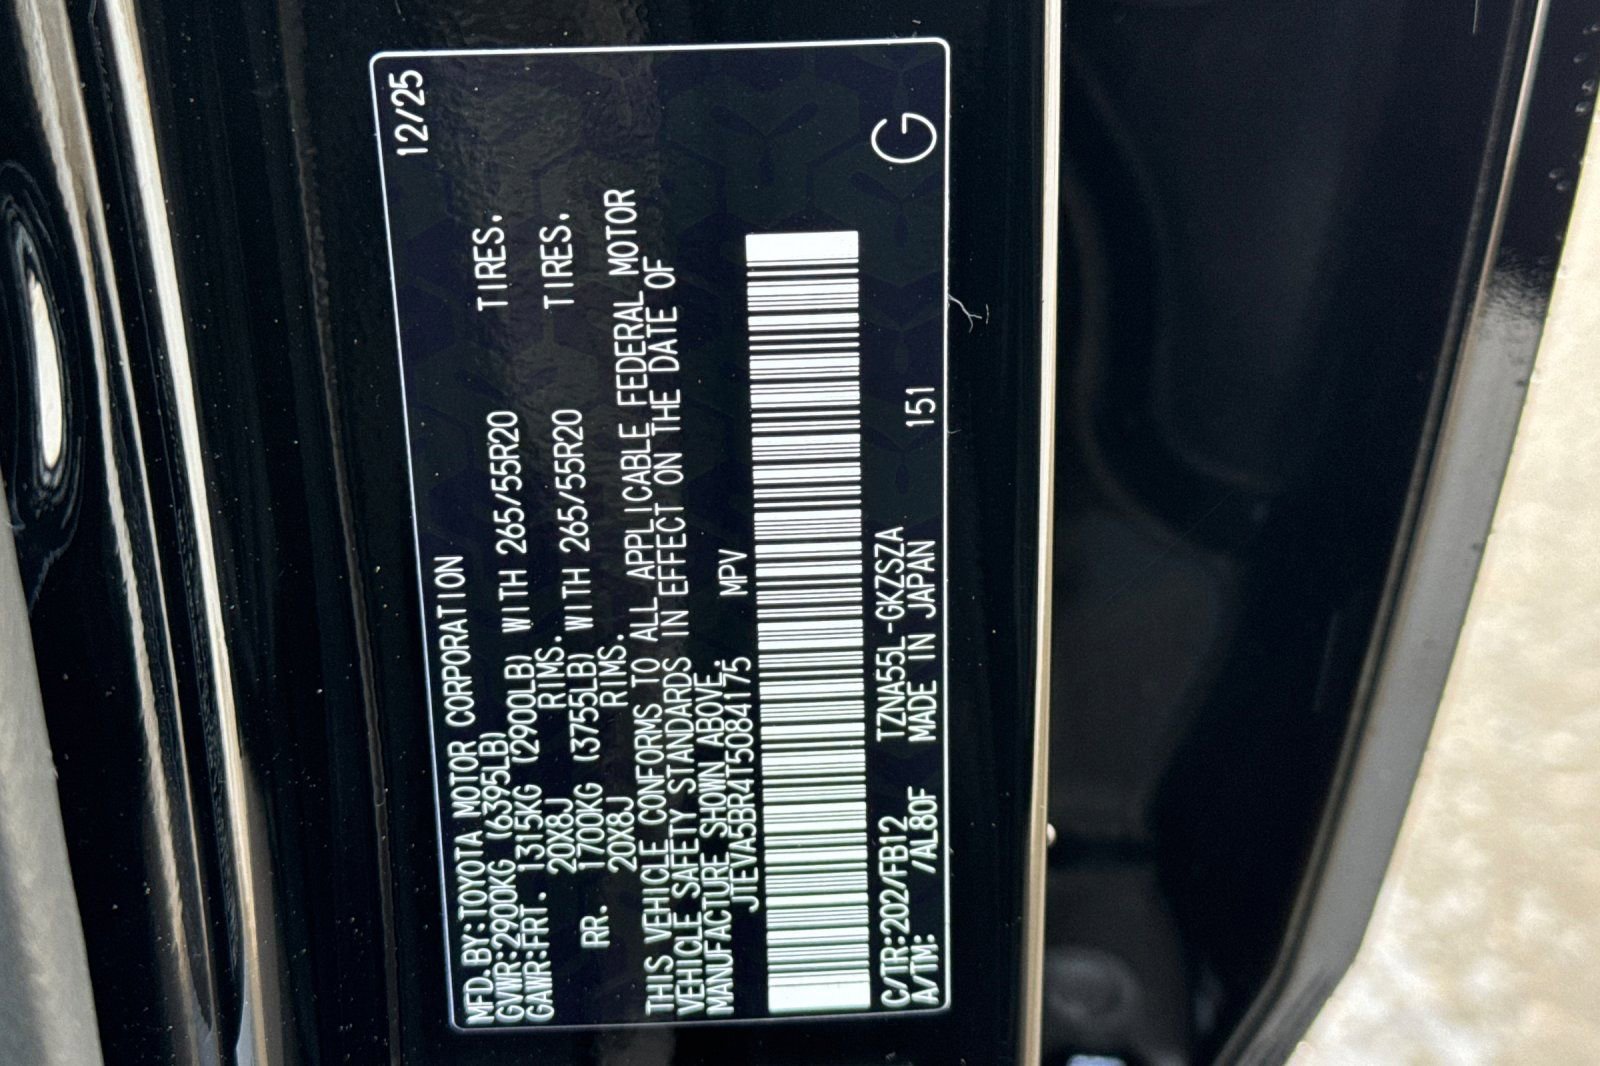 12/25
MFD.BY:TOYOTA MOTOR CORPORATION
GVWR:2900KG (6395LB)
GAWR:FRT. 1315KG (2900LB) WITH 265/55R20 TIRES.
20X8J RIMS.
RR. 1700KG (3755LB) WITH 265/55R20 TIRES.
20X8J RIMS.
THIS VEHICLE CONFORMS TO ALL APPLICABLE FEDERAL MOTOR
VEHICLE SAFETY STANDARDS IN EFFECT ON THE DATE OF
MANUFACTURE SHOWN ABOVE.
JTEVA5BR4T5084175 MPV
C/TR:202/FB12 TZNA55L-GKZSZA
A/TM: /AL80F MADE IN JAPAN 151
G